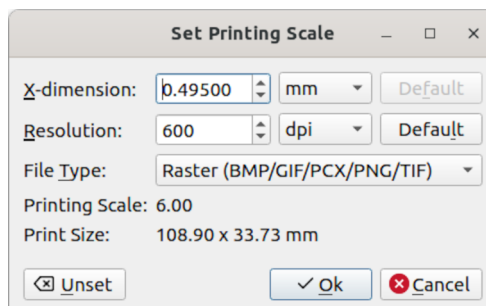 Set Printing Scale
X-dimension: 0.49500 mm Default
Resolution: 600 dpi Default
File Type: Raster (BMP/GIF/PCX/PNG/TIF)
Printing Scale: 6.00
Print Size: 108.90 x 33.73 mm
Unset Ok Cancel